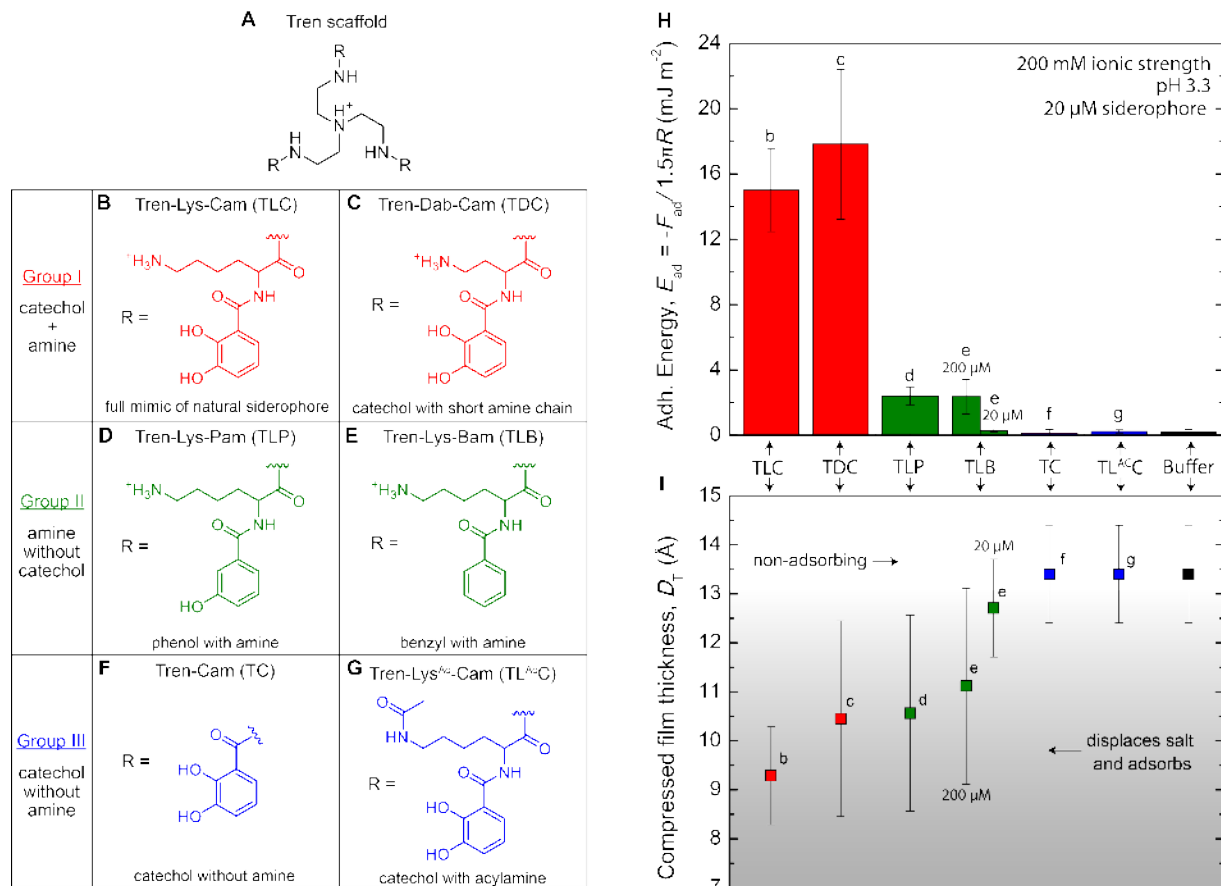 A Tren scaffold
R
NH
H+
N
H
N
R
HN
R
Group I
catechol
+
amine
B Tren-Lys-Cam (TLC)
+H3N
O
O
NH
R =
HO
HO
full mimic of natural siderophore
C Tren-Dab-Cam (TDC)
+H3N
O
O
NH
R =
HO
HO
catechol with short amine chain
Group II
amine
without
catechol
D Tren-Lys-Pam (TLP)
+H3N
O
O
NH
R =
HO
phenol with amine
E Tren-Lys-Bam (TLB)
+H3N
O
O
NH
R =
benzyl with amine
Group III
catechol
without
amine
F Tren-Cam (TC)
O
R =
HO
HO
catechol without amine
G Tren-Lys^Ac-Cam (TL^AcC)
O
N
H
O
O
NH
R =
HO
HO
catechol with acylamine
H
Adh. Energy, Ead = -Fad/1.5πR (mJ m-2)
24
20
16
12
8
4
0
200 mM ionic strength
pH 3.3
20 µM siderophore
b
c
d
e
200 µM
e
20 µM
f
g
TLC TDC TLP TLB TC TL^AcC Buffer
I
Compressed film thickness, DT (Å)
15
14
13
12
11
10
9
8
7
non-adsorbing
20 µM
e
f
g
b
c
d
e
200 µM
displaces salt
and adsorbs